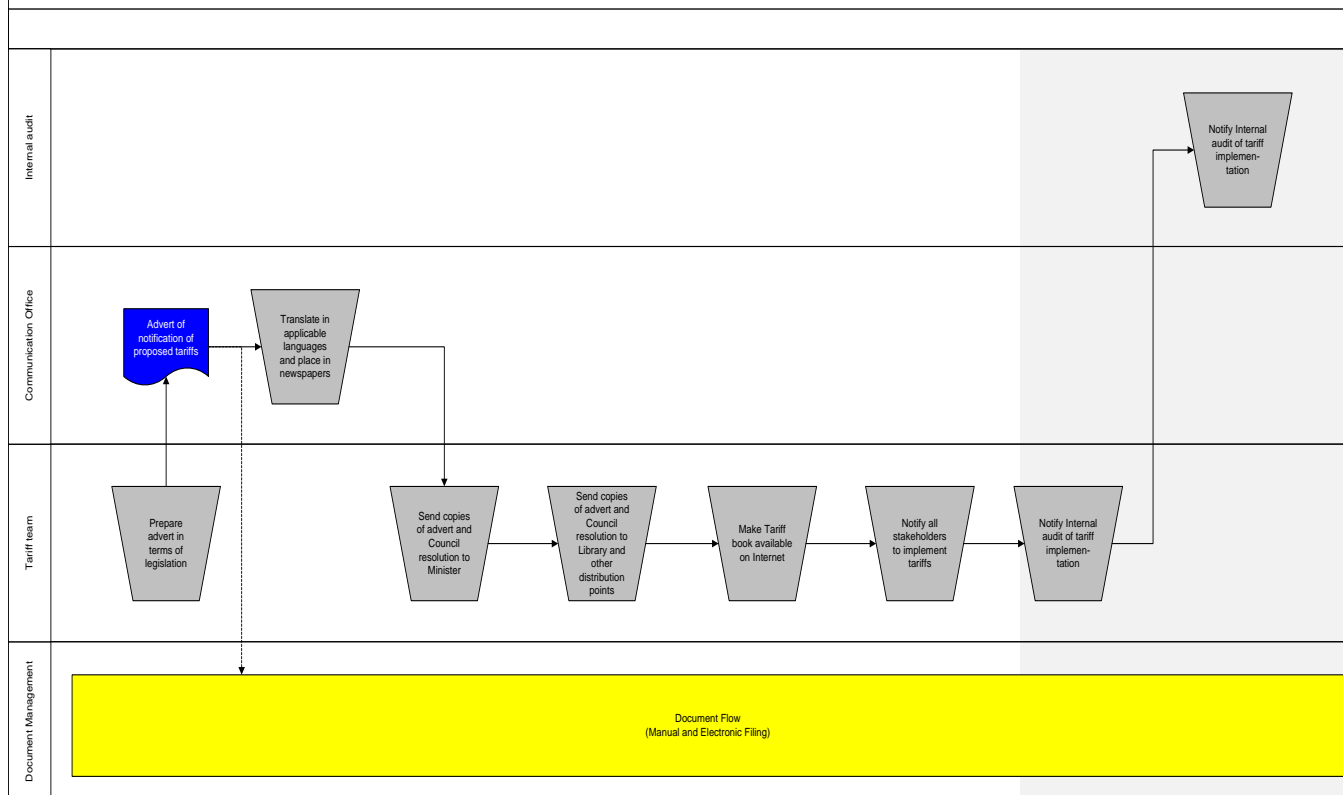 Internal audit
Notify Internal
audit of tariff
implemen-
tation
Communication Office
Advert of
notification of
proposed tariffs
Translate in
applicable
languages
and place in
newspapers
Tariff team
Prepare
advert in
terms of
legislation
Send copies
of advert and
Council
resolution to
Minister
Send copies
of advert and
Council
resolution to
Library and
other
distribution
points
Make Tariff
book available
on Internet
Notify all
stakeholders
to implement
tariffs
Notify Internal
audit of tariff
implemen-
tation
Document Management
Document Flow
(Manual and Electronic Filing)